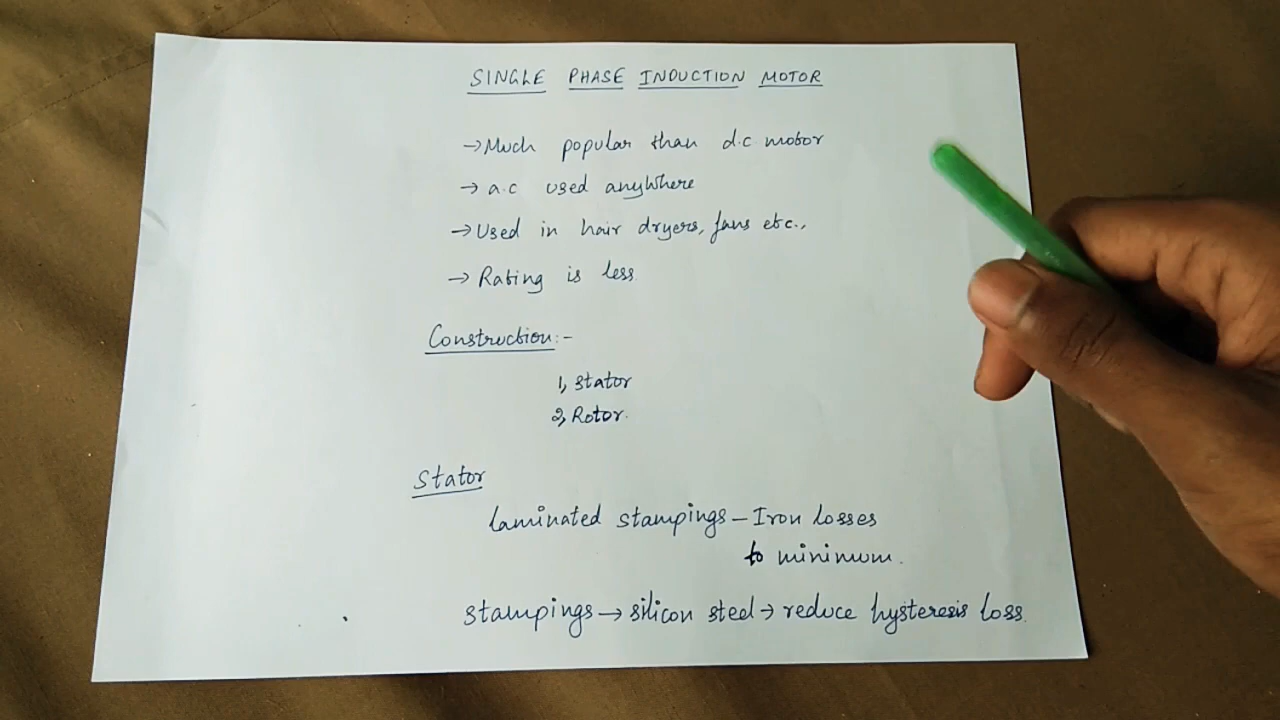 SINGLE PHASE INDUCTION MOTOR
→ Much popular than d.c motor
→ a.c used anywhere
→ Used in hair dryers, fans etc.,
→ Rating is less
Construction:-
1, Stator
2, Rotor.
Stator
Laminated stampings – Iron losses
to minimum.
Stampings → silicon steel → reduce hysteresis loss.